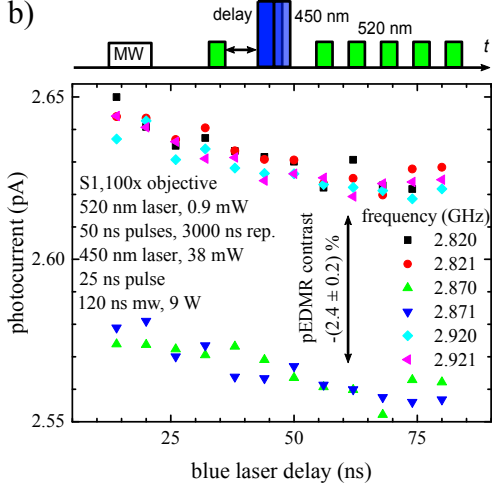 b)
delay
450 nm
MW
520 nm
t
2.65
2.60
2.55
photocurrent (pA)
S1,100x objective
520 nm laser, 0.9 mW
50 ns pulses, 3000 ns rep.
450 nm laser, 38 mW
25 ns pulse
120 ns mw, 9 W
pEDMR contrast
-(2.4 ± 0.2) %
frequency (GHz)
2.820
2.821
2.870
2.871
2.920
2.921
25
50
75
blue laser delay (ns)